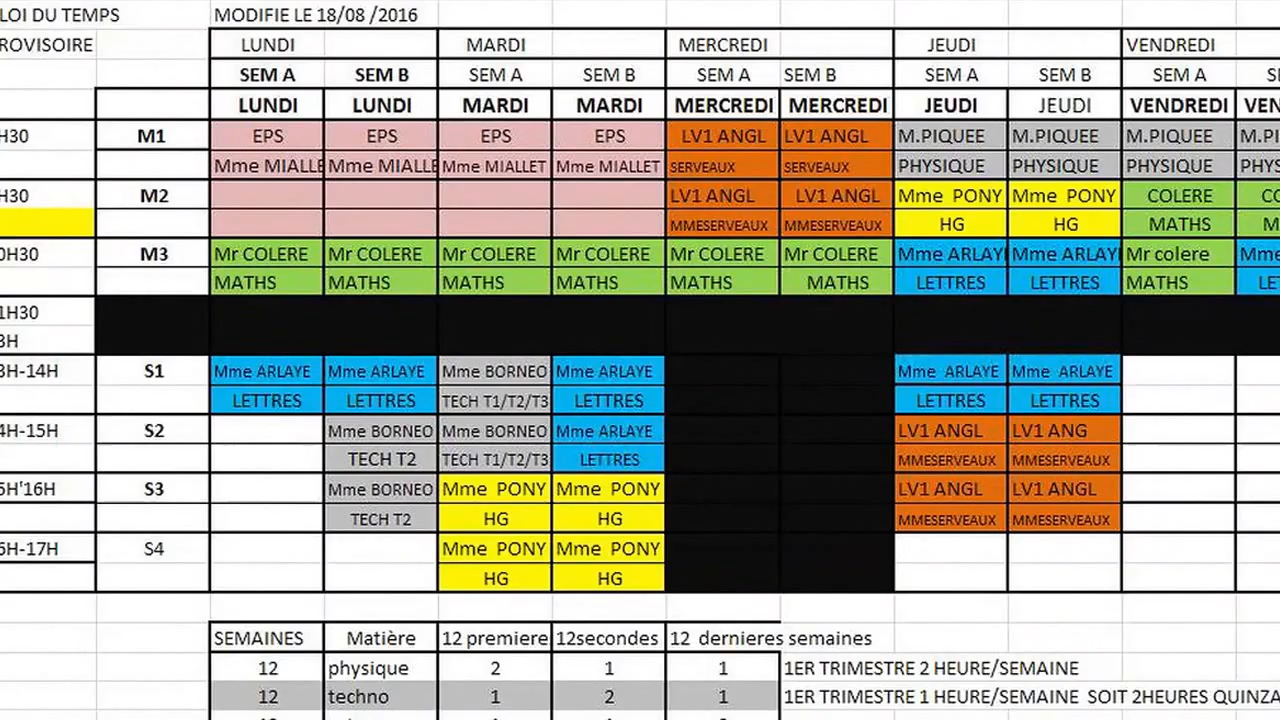 LOI DU TEMPS MODIFIE LE 18/08 /2016
ROVISOIRE LUNDI MARDI MERCREDI JEUDI VENDREDI
SEM A SEM B SEM A SEM B SEM A SEM B SEM A SEM B SEM A
LUNDI LUNDI MARDI MARDI MERCREDI MERCREDI JEUDI JEUDI VENDREDI VEN
H30 M1 EPS EPS EPS EPS LV1 ANGL LV1 ANGL M.PIQUEE M.PIQUEE M.PIQUEE M.PI
Mme MIALLE Mme MIALLE Mme MIALLET Mme MIALLET SERVEAUX SERVEAUX PHYSIQUE PHYSIQUE PHYSIQUE PHYS
H30 M2 LV1 ANGL LV1 ANGL Mme PONY Mme PONY COLERE CO
MMESERVEAUX MMESERVEAUX HG HG MATHS M
0H30 M3 Mr COLERE Mr COLERE Mr COLERE Mr COLERE Mr COLERE Mr COLERE Mme ARLAY Mme ARLAY Mr colere Mme
MATHS MATHS MATHS MATHS MATHS MATHS LETTRES LETTRES MATHS LE
1H30
3H
3H-14H S1 Mme ARLAYE Mme ARLAYE Mme BORNEO Mme ARLAYE Mme ARLAYE Mme ARLAYE
LETTRES LETTRES TECH T1/T2/T3 LETTRES LETTRES LETTRES
4H-15H S2 Mme BORNEO Mme BORNEO Mme ARLAYE LV1 ANGL LV1 ANG
TECH T2 TECH T1/T2/T3 LETTRES MMESERVEAUX MMESERVEAUX
5H'16H S3 Mme BORNEO Mme PONY Mme PONY LV1 ANGL LV1 ANGL
TECH T2 HG HG MMESERVEAUX MMESERVEAUX
6H-17H S4 Mme PONY Mme PONY
HG HG
SEMAINES Matière 12 premiere 12secondes 12 dernieres semaines
12 physique 2 1 1 1ER TRIMESTRE 2 HEURE/SEMAINE
12 techno 1 2 1 1ER TRIMESTRE 1 HEURE/SEMAINE SOIT 2HEURES QUINZA